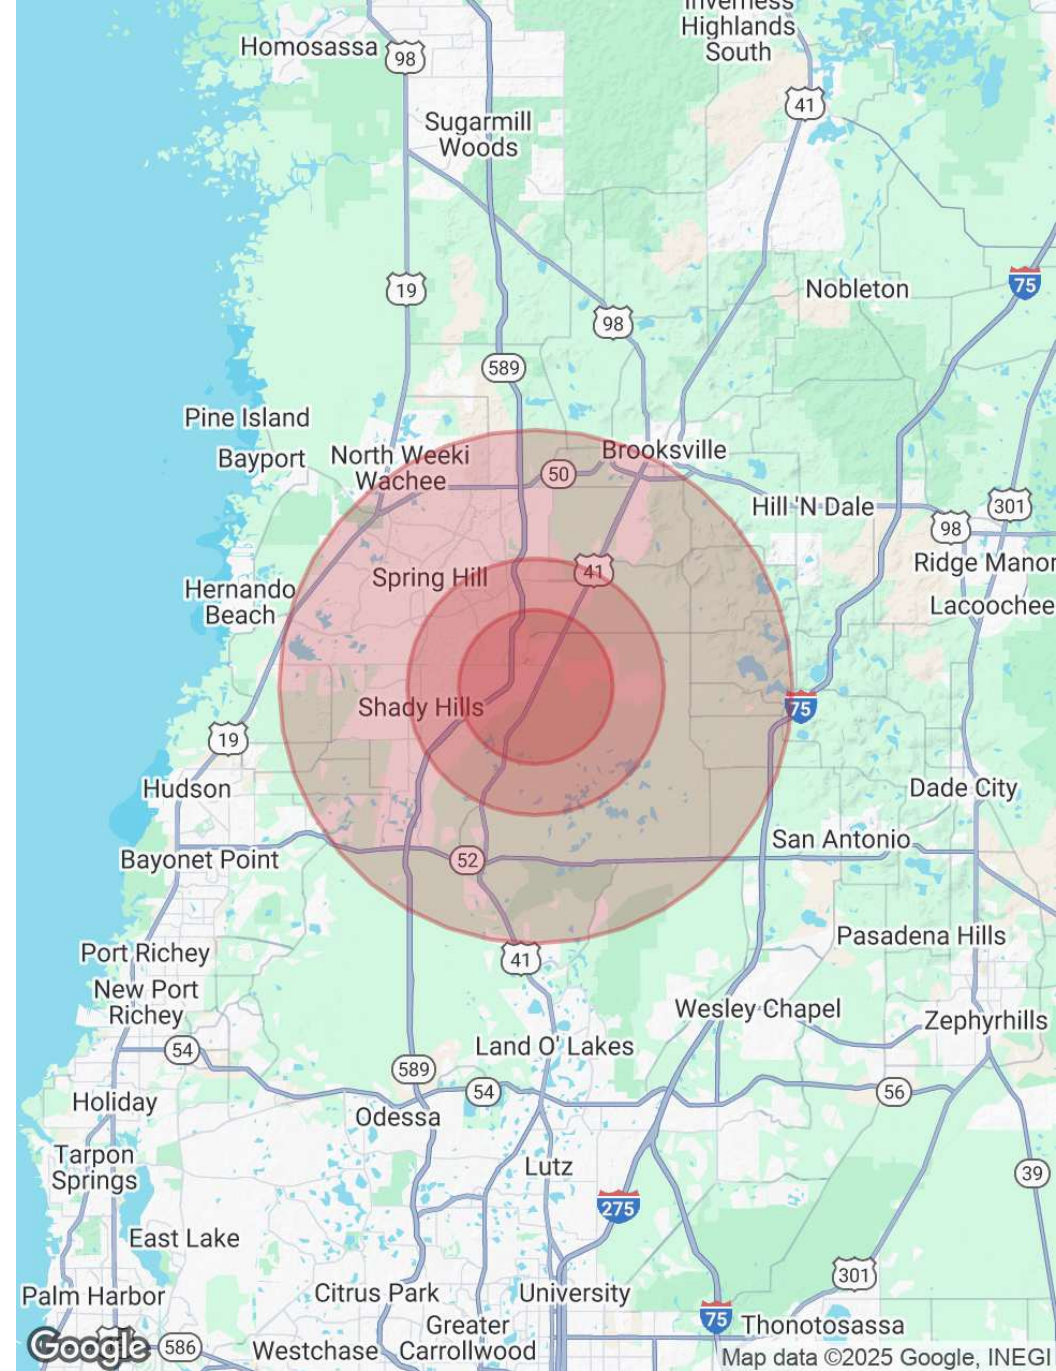 Inverness
Highlands
South
Homosassa
98
41
Sugarmill
Woods
Nobleton
75
19
98
589
Pine Island
Bayport
North Weeki
Wachee
Brooksville
50
Hill 'N Dale
301
98
Ridge Manor
41
Spring Hill
Hernando
Beach
Lacoochee
Shady Hills
75
19
Hudson
Dade City
San Antonio
Bayonet Point
52
Port Richey
41
Pasadena Hills
New Port
Richey
Wesley Chapel
Zephyrhills
54
Land O' Lakes
589
54
56
Holiday
Odessa
Tarpon
Springs
Lutz
39
275
East Lake
301
Palm Harbor
Citrus Park
University
75
Thonotosassa
Greater
Carrollwood
Google
586
Westchase
Map data ©2025 Google, INEGI